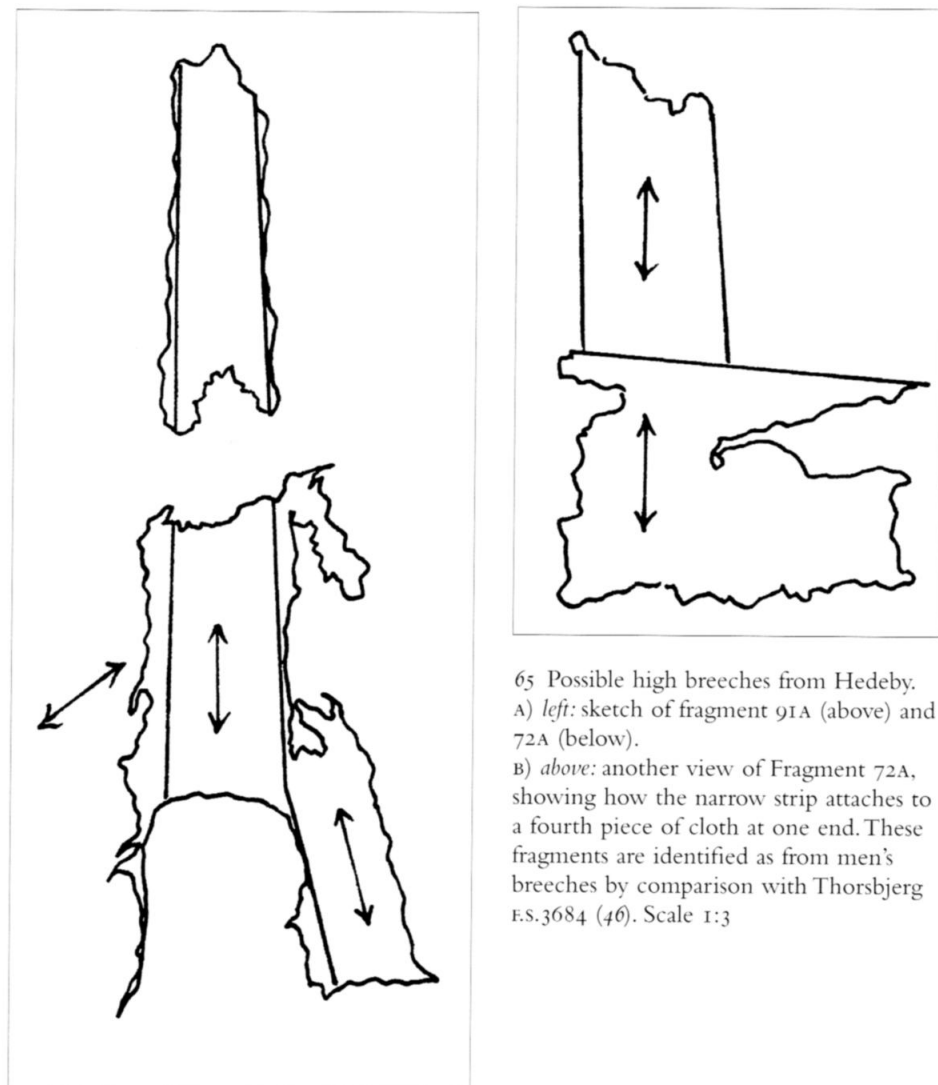 65 Possible high breeches from Hedeby.
A) left: sketch of fragment 91A (above) and
72A (below).
B) above: another view of Fragment 72A,
showing how the narrow strip attaches to
a fourth piece of cloth at one end. These
fragments are identified as from men's
breeches by comparison with Thorsbjerg
F.S.3684 (46). Scale 1:3